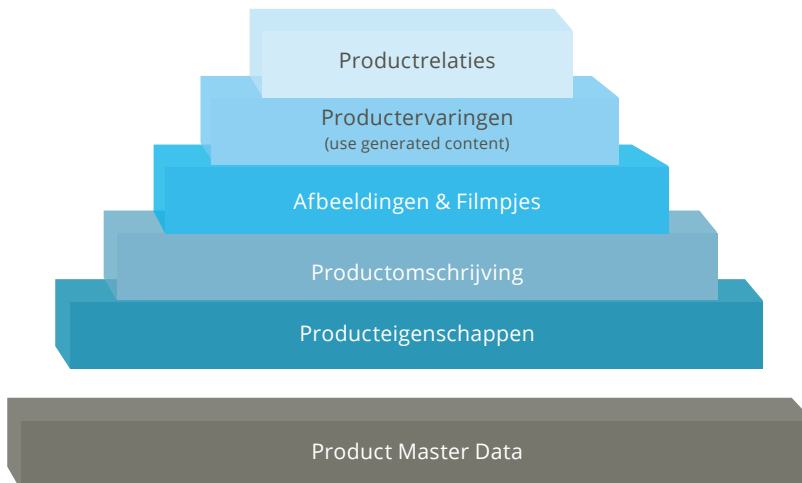 Productrelaties
Productervaringen
(use generated content)
Afbeeldingen & Filmpjes
Productomschrijving
Producteigenschappen
Product Master Data